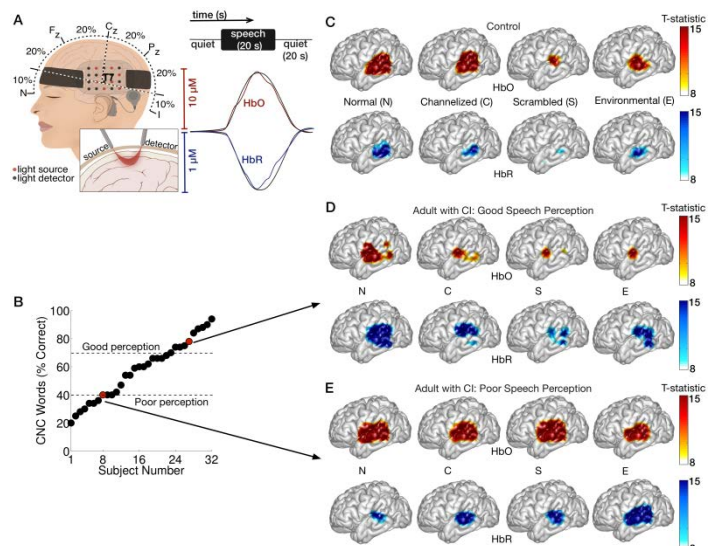 A
time (s)
quiet
speech
(20 s)
quiet
(20 s)
Fz
Cz
Pz
20%
20%
20%
20%
10%
10%
N
I
10 µM
1 µM
HbO
HbR
source
detector
light source
light detector
B
CNC Words (% Correct)
100
80
60
40
20
0
Good perception
Poor perception
1
8
16
24
32
Subject Number
C
Control
T-statistic
15
8
HbO
Normal (N)
Channelized (C)
Scrambled (S)
Environmental (E)
15
8
HbR
D
Adult with CI: Good Speech Perception
T-statistic
15
8
HbO
N
C
S
E
15
8
HbR
E
Adult with CI: Poor Speech Perception
T-statistic
15
8
HbO
N
C
S
E
15
8
HbR